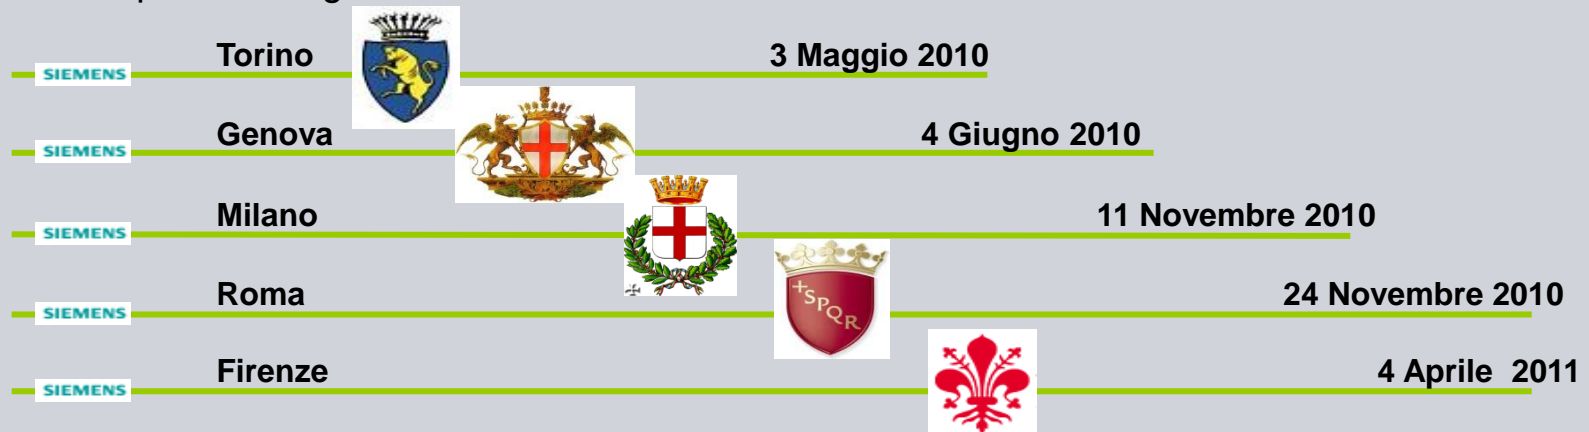 Torino 3 Maggio 2010
SIEMENS
Genova 4 Giugno 2010
SIEMENS
Milano 11 Novembre 2010
SIEMENS
Roma 24 Novembre 2010
SIEMENS
SPQR
Firenze 4 Aprile 2011
SIEMENS